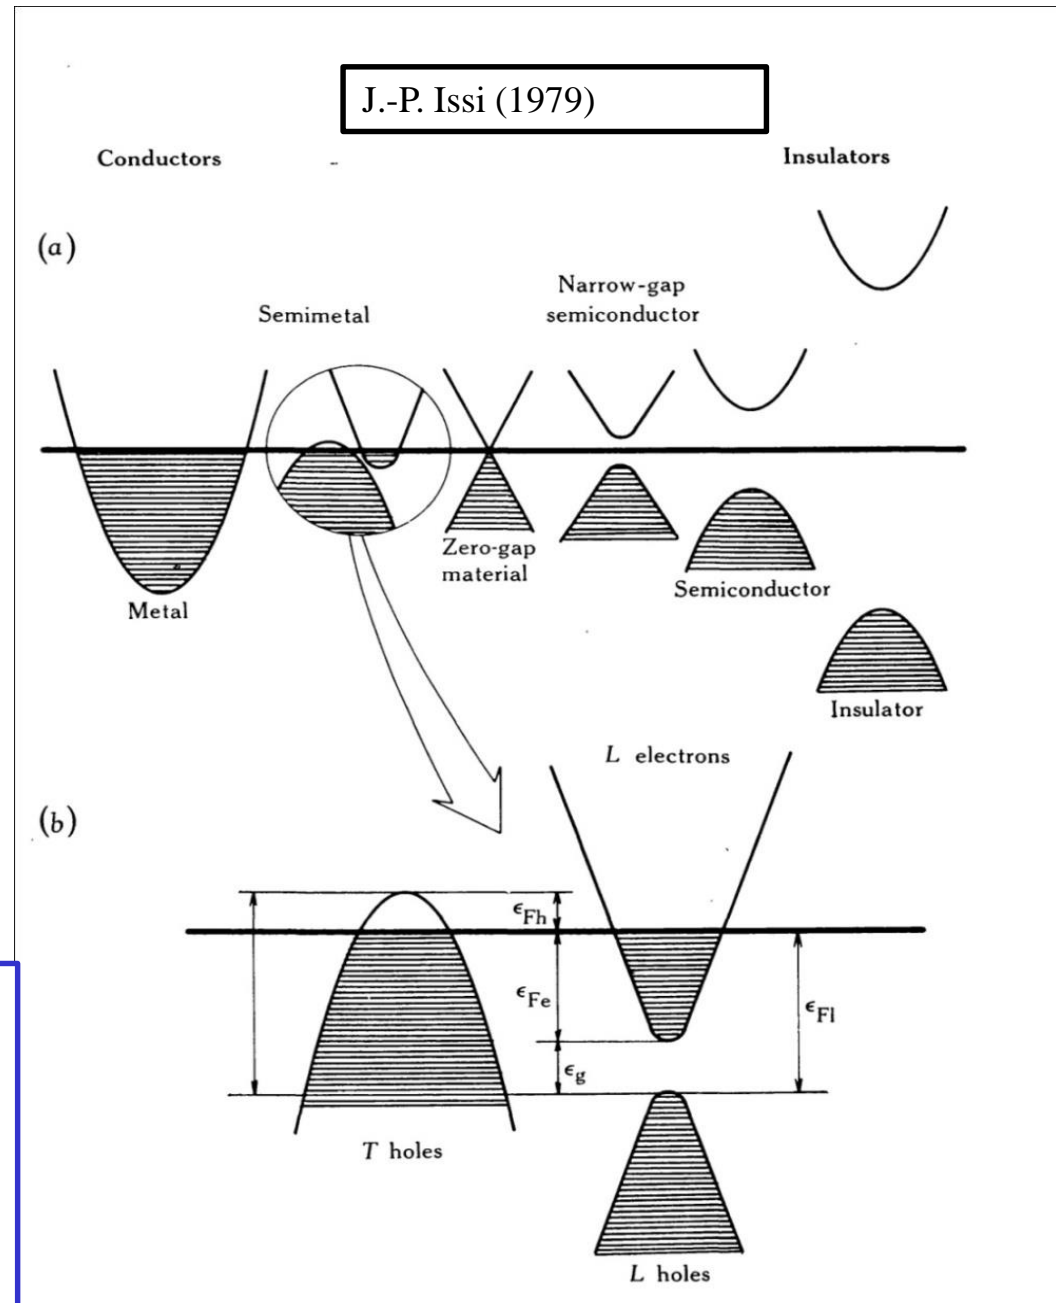 J.-P. Issi (1979)
Conductors
Insulators
(a)
Narrow-gap
semiconductor
Semimetal
Zero-gap
material
Semiconductor
Metal
Insulator
L electrons
(b)
ϵFh
ϵFe
ϵFl
ϵg
T holes
L holes